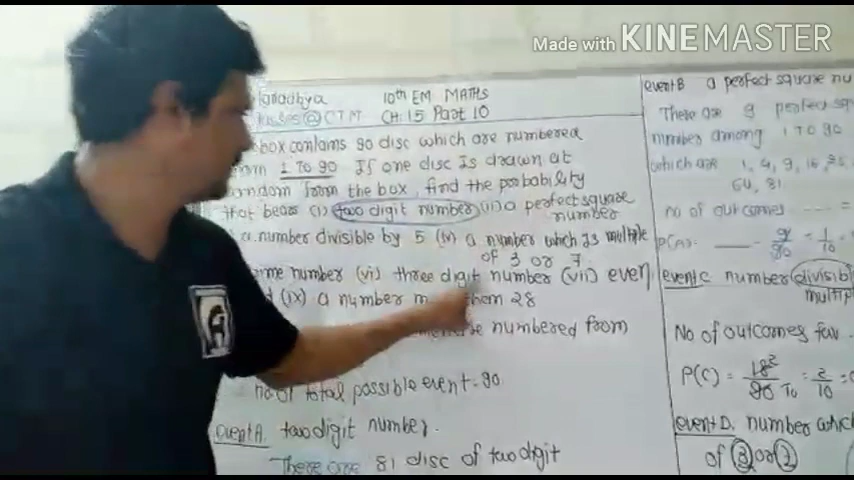 Made with KINEMASTER
10th EM MATHS
@CTM CH:15 Part 10
box contains 90 disc which are numbered
1 TO 90 If one disc Is drawn at
random from the box, find the probability
that bears (i) two digit number (ii) a perfect square
number
a number divisible by 5 (iv) a number which Is multiple
of 3 or 7
number (vi) three digit number (vii) even
(ix) a number 28
numbered from
no of total possible event = 90
event A. two digit number.
There are 81 disc of two digit
event B a perfect square nu
There are 9 perfect sq
number among 1 TO 90
which are 1, 4, 9, 16, 25
64, 81
no of outcomes ---- =
P(A)= — 9/90 = 1/10 =
event C number divisib
multip
No of outcomes fav.
P(C) = 18/90 = 2/10 =
event D. number which
of 3 or 7